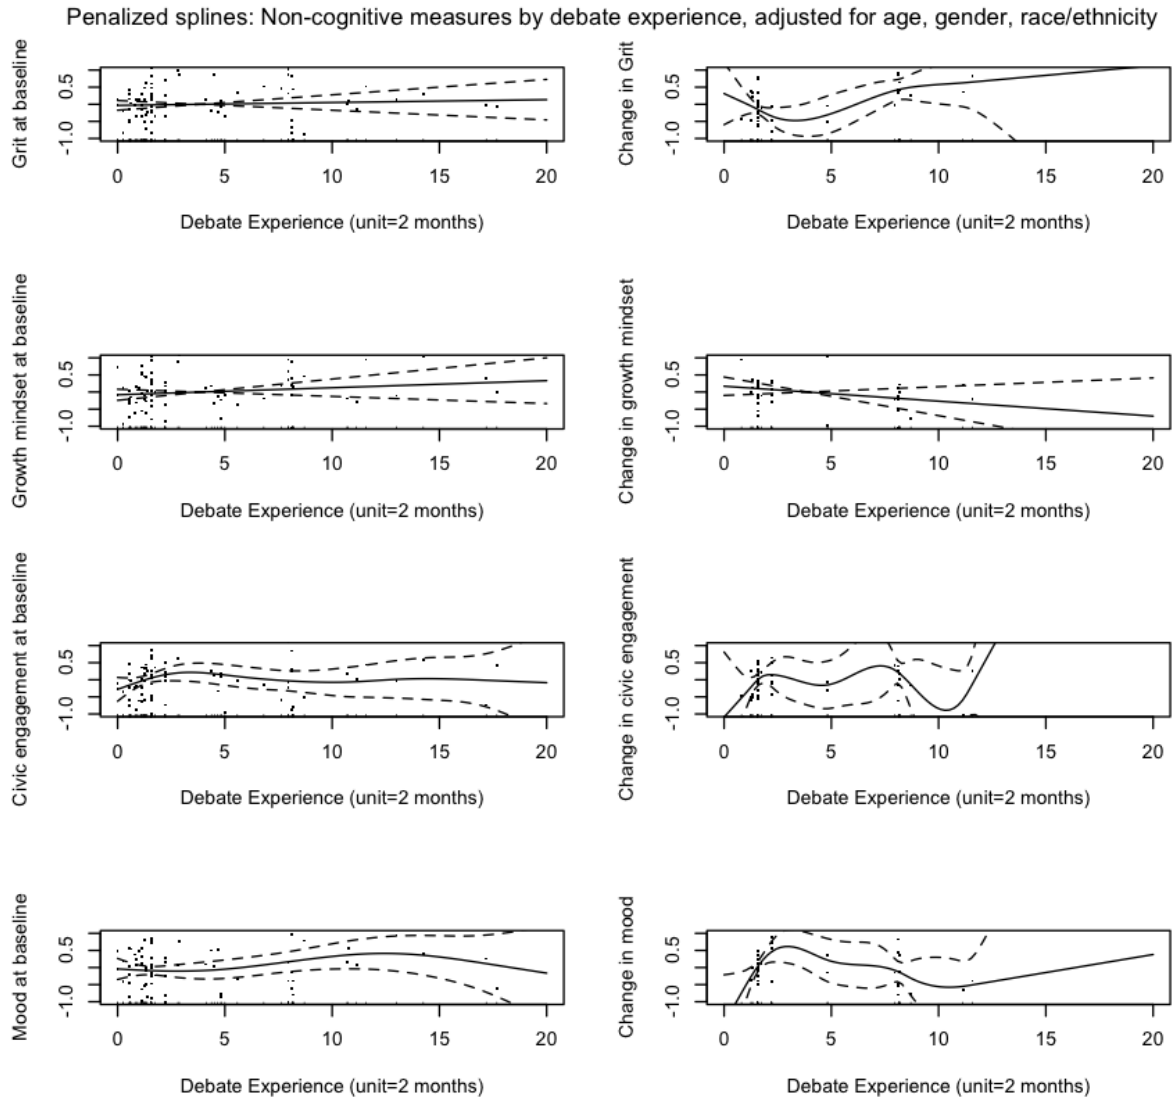 Penalized splines: Non-cognitive measures by debate experience, adjusted for age, gender, race/ethnicity
Grit at baseline
0.5
-1.0
0 5 10 15 20
Debate Experience (unit=2 months)
Change in Grit
0.5
-1.0
0 5 10 15 20
Debate Experience (unit=2 months)
Growth mindset at baseline
0.5
-1.0
0 5 10 15 20
Debate Experience (unit=2 months)
Change in growth mindset
0.5
-1.0
0 5 10 15 20
Debate Experience (unit=2 months)
Civic engagement at baseline
0.5
-1.0
0 5 10 15 20
Debate Experience (unit=2 months)
Change in civic engagement
0.5
-1.0
0 5 10 15 20
Debate Experience (unit=2 months)
Mood at baseline
0.5
-1.0
0 5 10 15 20
Debate Experience (unit=2 months)
Change in mood
0.5
-1.0
0 5 10 15 20
Debate Experience (unit=2 months)